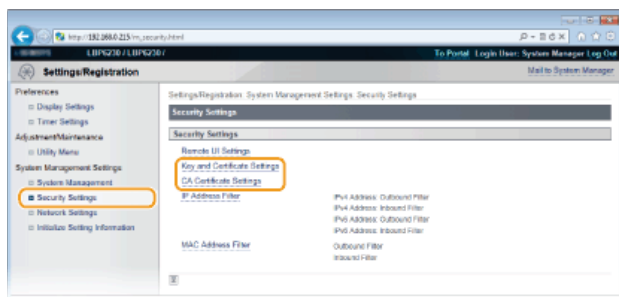 http://192.168.0.215/m_security.html
LBP6230 / LBP6230 /
To Portal Login User: System Manager Log Out
Settings/Registration
Mail to System Manager
Preferences
Display Settings
Timer Settings
Adjustment/Maintenance
Utility Menu
System Management Settings
System Management
Security Settings
Network Settings
Initialize Setting Information
Settings/Registration: System Management Settings: Security Settings
Security Settings
Security Settings
Remote UI Settings
Key and Certificate Settings
CA Certificate Settings
IP Address Filter
IPv4 Address: Outbound Filter
IPv4 Address: Inbound Filter
IPv6 Address: Outbound Filter
IPv6 Address: Inbound Filter
MAC Address Filter
Outbound Filter
Inbound Filter